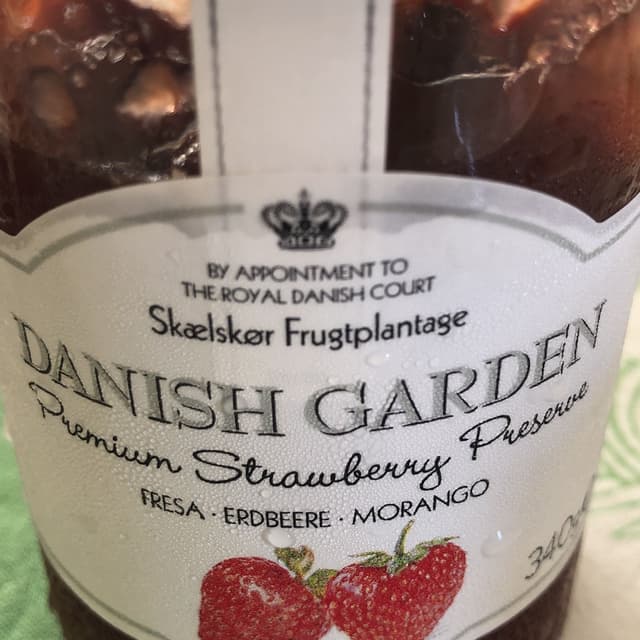 BY APPOINTMENT TO
THE ROYAL DANISH COURT
Skælskør Frugtplantage
DANISH GARDEN
Premium Strawberry Preserve
FRESA · ERDBEERE · MORANGO